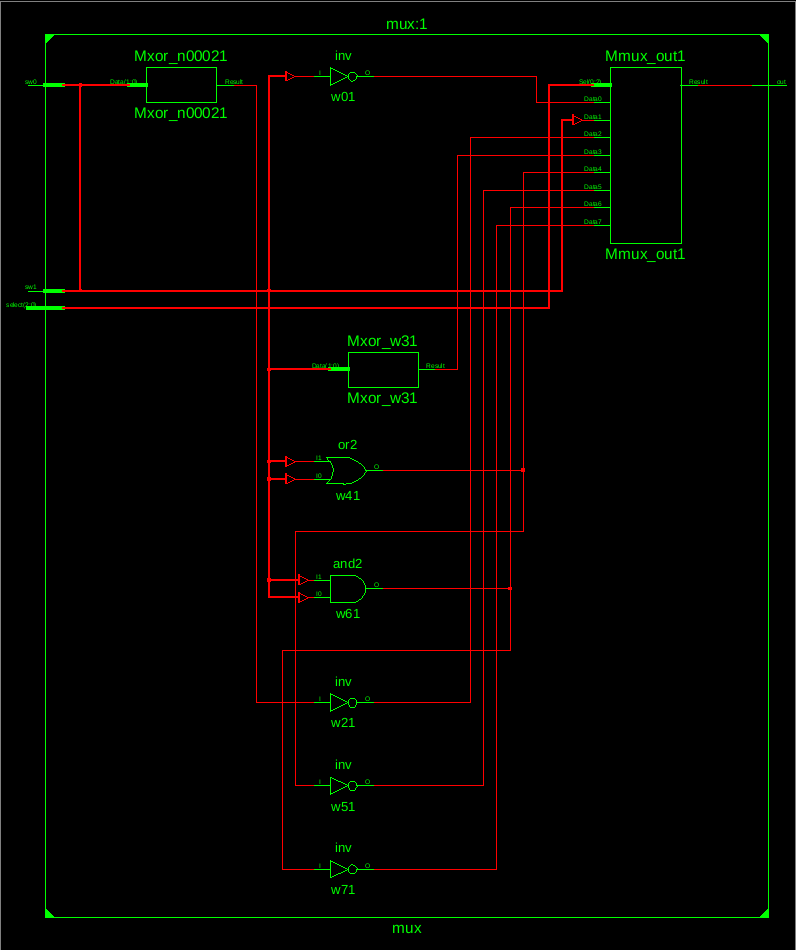 mux:1
Mxor_n00021
inv
Mmux_out1
sw0
Data(1:0)
Result
I
O
Sel(0:2)
Result
out
Mxor_n00021
w01
Data0
Data1
Data2
Data3
Data4
Data5
Data6
Data7
Mmux_out1
sw1
select(2:0)
Mxor_w31
Data(1:0)
Result
Mxor_w31
or2
I1
O
I0
w41
and2
I1
O
I0
w61
inv
I
O
w21
inv
I
O
w51
inv
I
O
w71
mux